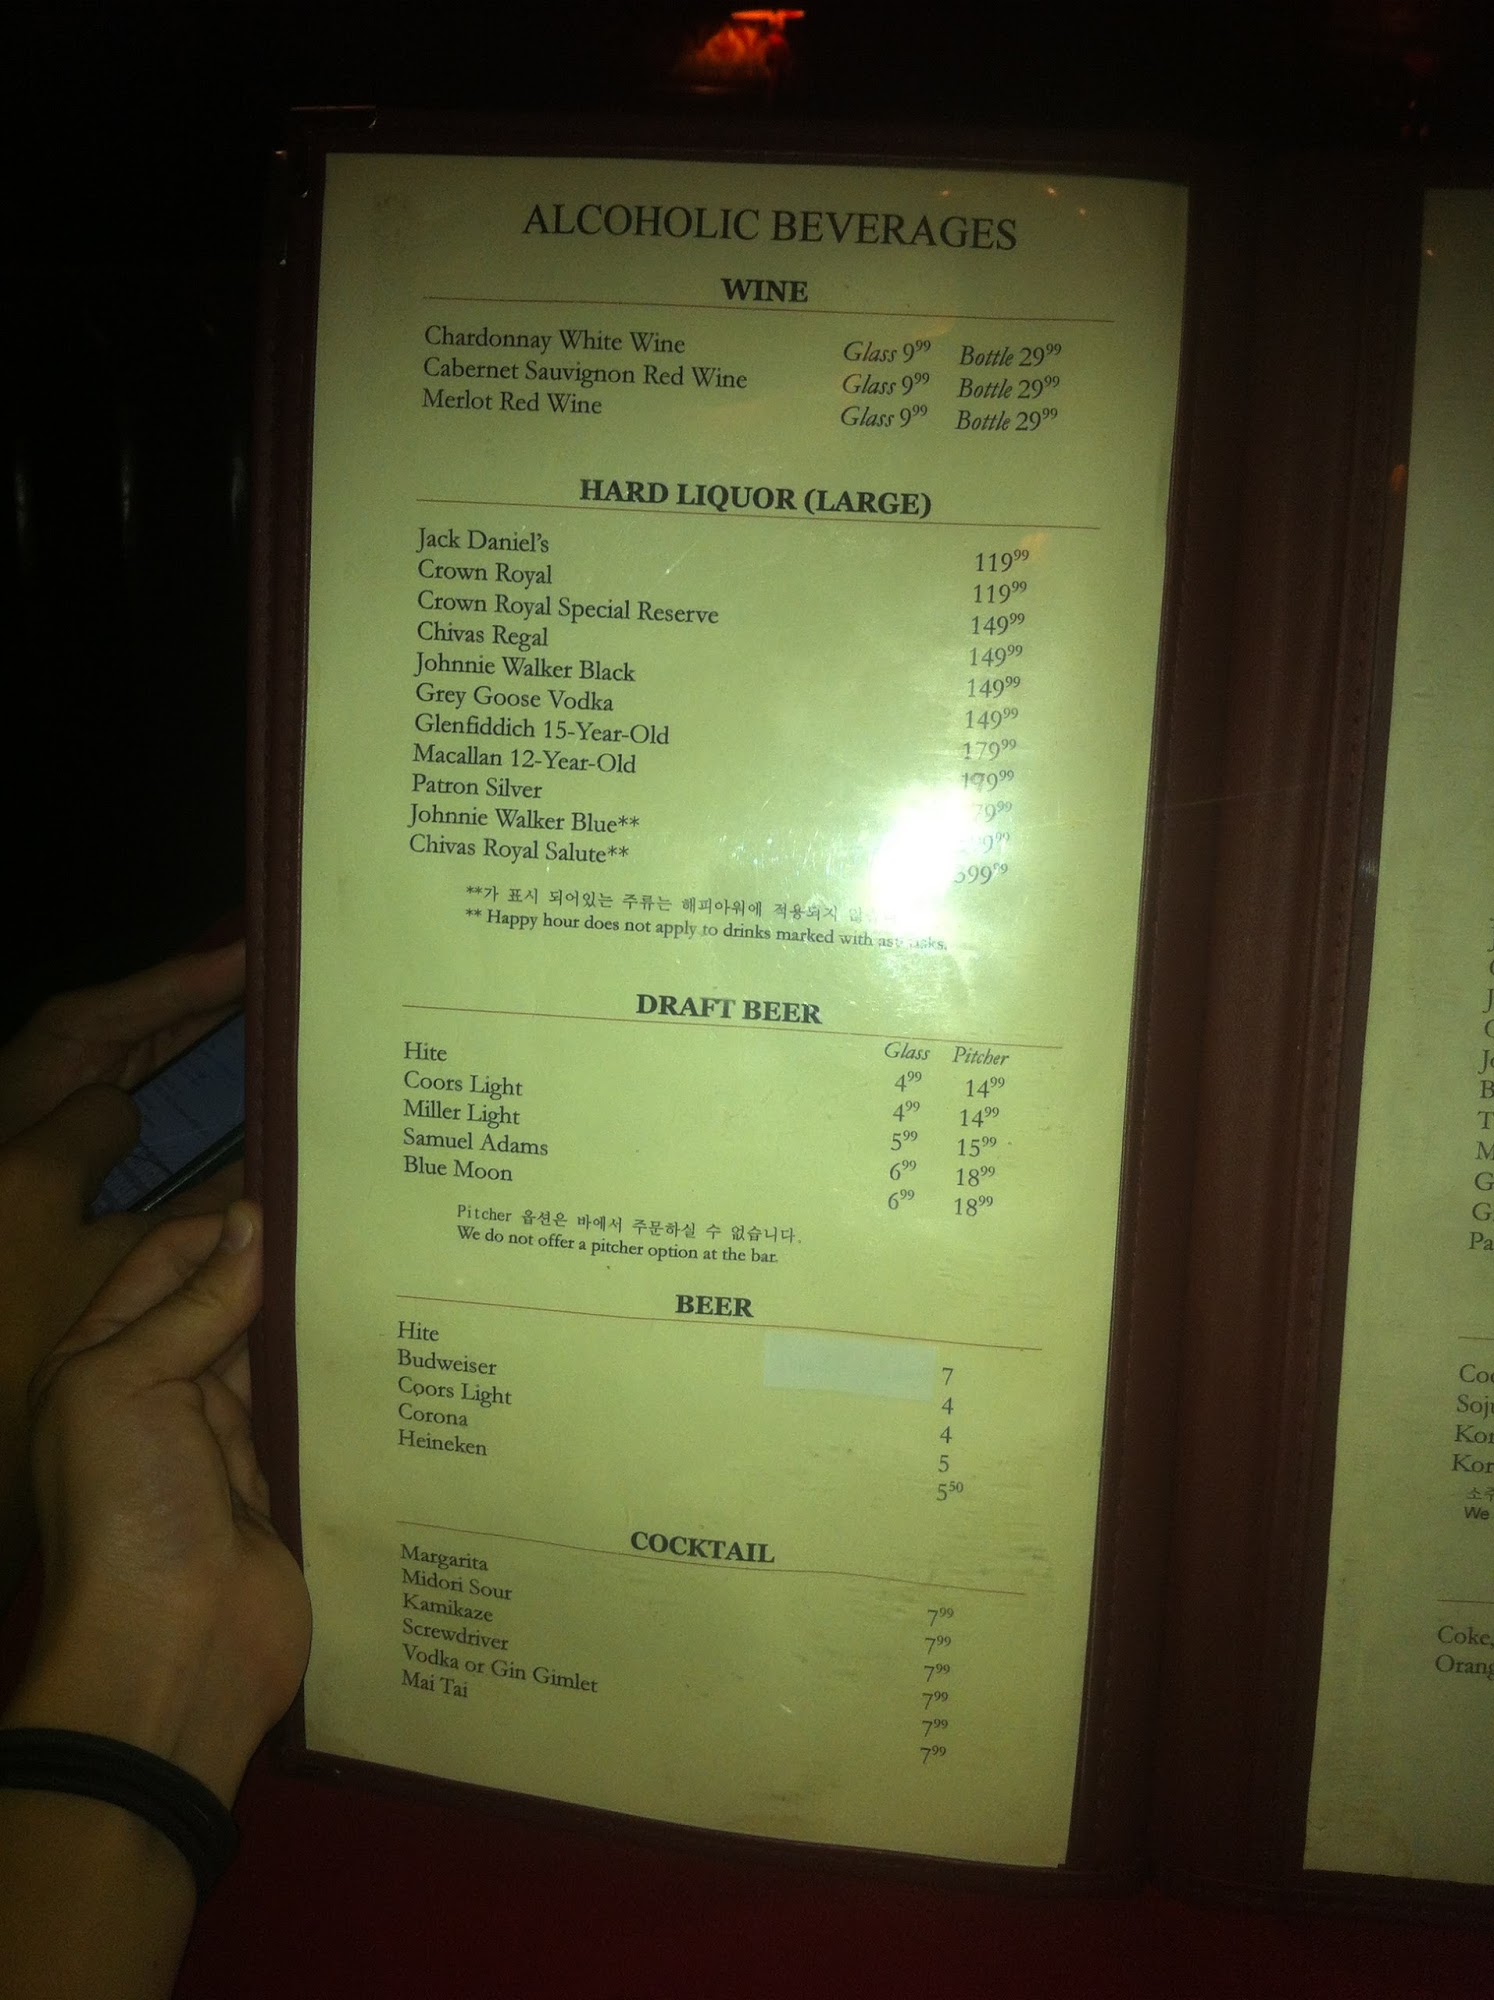 ALCOHOLIC BEVERAGES
WINE
Chardonnay White Wine Glass 9⁹⁹ Bottle 29⁹⁹
Cabernet Sauvignon Red Wine Glass 9⁹⁹ Bottle 29⁹⁹
Merlot Red Wine Glass 9⁹⁹ Bottle 29⁹⁹
HARD LIQUOR (LARGE)
Jack Daniel's 119⁹⁹
Crown Royal 119⁹⁹
Crown Royal Special Reserve 149⁹⁹
Chivas Regal 149⁹⁹
Johnnie Walker Black 149⁹⁹
Grey Goose Vodka 149⁹⁹
Glenfiddich 15-Year-Old 179⁹⁹
Macallan 12-Year-Old 179⁹⁹
Patron Silver
Johnnie Walker Blue**
Chivas Royal Salute**
**가 표시 되어있는 주류는 해피아워에 적용되지
** Happy hour does not apply to drinks marked with
DRAFT BEER
Glass Pitcher
Hite 4⁹⁹ 14⁹⁹
Coors Light 4⁹⁹ 14⁹⁹
Miller Light 5⁹⁹ 15⁹⁹
Samuel Adams 6⁹⁹ 18⁹⁹
Blue Moon 6⁹⁹ 18⁹⁹
Pitcher 옵션은 바에서 주문하실 수 없습니다.
We do not offer a pitcher option at the bar.
BEER
Hite 7
Budweiser 4
Coors Light 4
Corona 5
Heineken 5⁵⁰
COCKTAIL
Margarita 7⁹⁹
Midori Sour 7⁹⁹
Kamikaze 7⁹⁹
Screwdriver 7⁹⁹
Vodka or Gin Gimlet 7⁹⁹
Mai Tai 7⁹⁹
We
Coke,